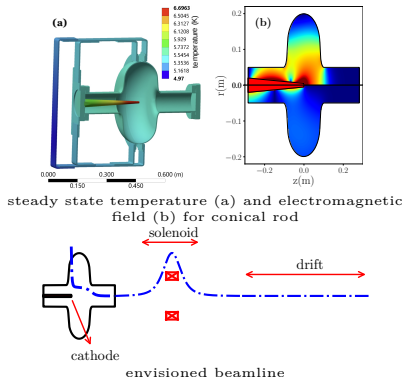 (a)
6.6963
6.5045
6.3127
6.1208
5.929
5.7372
5.5454
5.3536
5.1618
4.97
temperature (K)
0.000
0.300
0.600 (m)
0.150
0.450
(b)
0.2
0.1
0.0
−0.1
−0.2
r(m)
−0.2
0.0
0.2
z(m)
steady state temperature (a) and electromagnetic
field (b) for conical rod
solenoid
drift
cathode
envisioned beamline